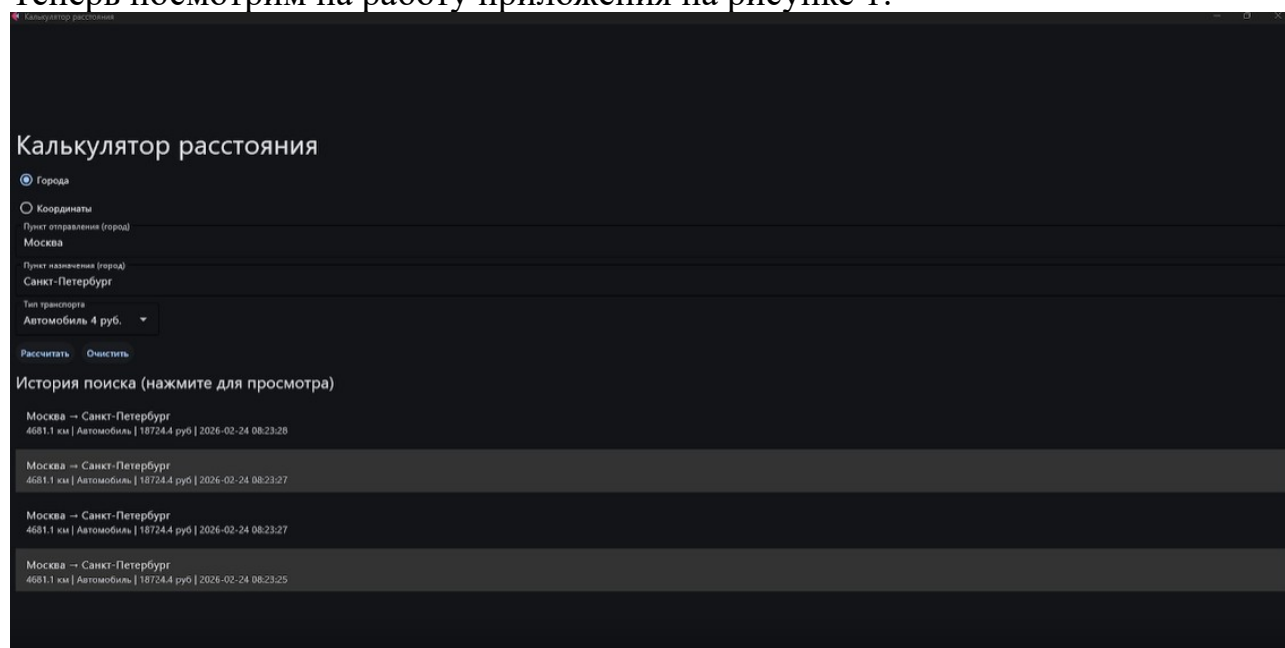 Теперь посмотрим на работу приложения на рисунке 1.
Калькулятор расстояния
Калькулятор расстояния
Города
Координаты
Пункт отправления (город)
Москва
Пункт назначения (город)
Санкт-Петербург
Тип транспорта
Автомобиль 4 руб.
Рассчитать Очистить
История поиска (нажмите для просмотра)
Москва → Санкт-Петербург
4681.1 км | Автомобиль | 18724.4 руб | 2026-02-24 08:23:28
Москва → Санкт-Петербург
4681.1 км | Автомобиль | 18724.4 руб | 2026-02-24 08:23:27
Москва → Санкт-Петербург
4681.1 км | Автомобиль | 18724.4 руб | 2026-02-24 08:23:27
Москва → Санкт-Петербург
4681.1 км | Автомобиль | 18724.4 руб | 2026-02-24 08:23:25